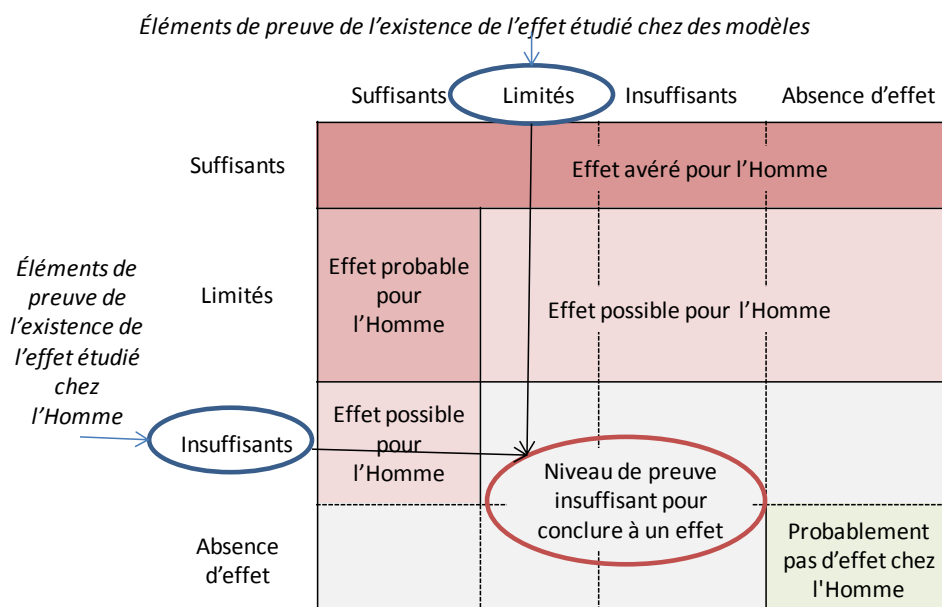 Éléments de preuve de l’existence de l’effet étudié chez des modèles
Suffisants
Limités
Insuffisants
Absence d’effet
Suffisants
Effet avéré pour l’Homme
Éléments de
preuve de
l’existence de
l’effet étudié
chez
l’Homme
Limités
Effet probable
pour
l’Homme
Effet possible pour l’Homme
Insuffisants
Effet possible
pour
l’Homme
Niveau de preuve
insuffisant pour
conclure à un effet
Absence
d’effet
Probablement
pas d’effet chez
l'Homme